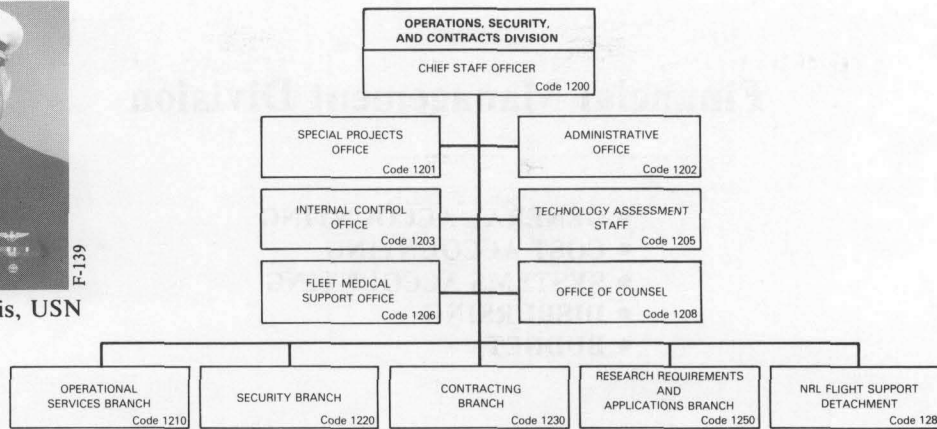 OPERATIONS, SECURITY,
AND CONTRACTS DIVISION
CHIEF STAFF OFFICER
Code 1200
SPECIAL PROJECTS
OFFICE
Code 1201
ADMINISTRATIVE
OFFICE
Code 1202
INTERNAL CONTROL
OFFICE
Code 1203
TECHNOLOGY ASSESSMENT
STAFF
Code 1205
FLEET MEDICAL
SUPPORT OFFICE
Code 1206
OFFICE OF COUNSEL
Code 1208
F-139
is, USN
OPERATIONAL
SERVICES BRANCH
Code 1210
SECURITY BRANCH
Code 1220
CONTRACTING
BRANCH
Code 1230
RESEARCH REQUIREMENTS
AND
APPLICATIONS BRANCH
Code 1250
NRL FLIGHT SUPPORT
DETACHMENT
Code 128